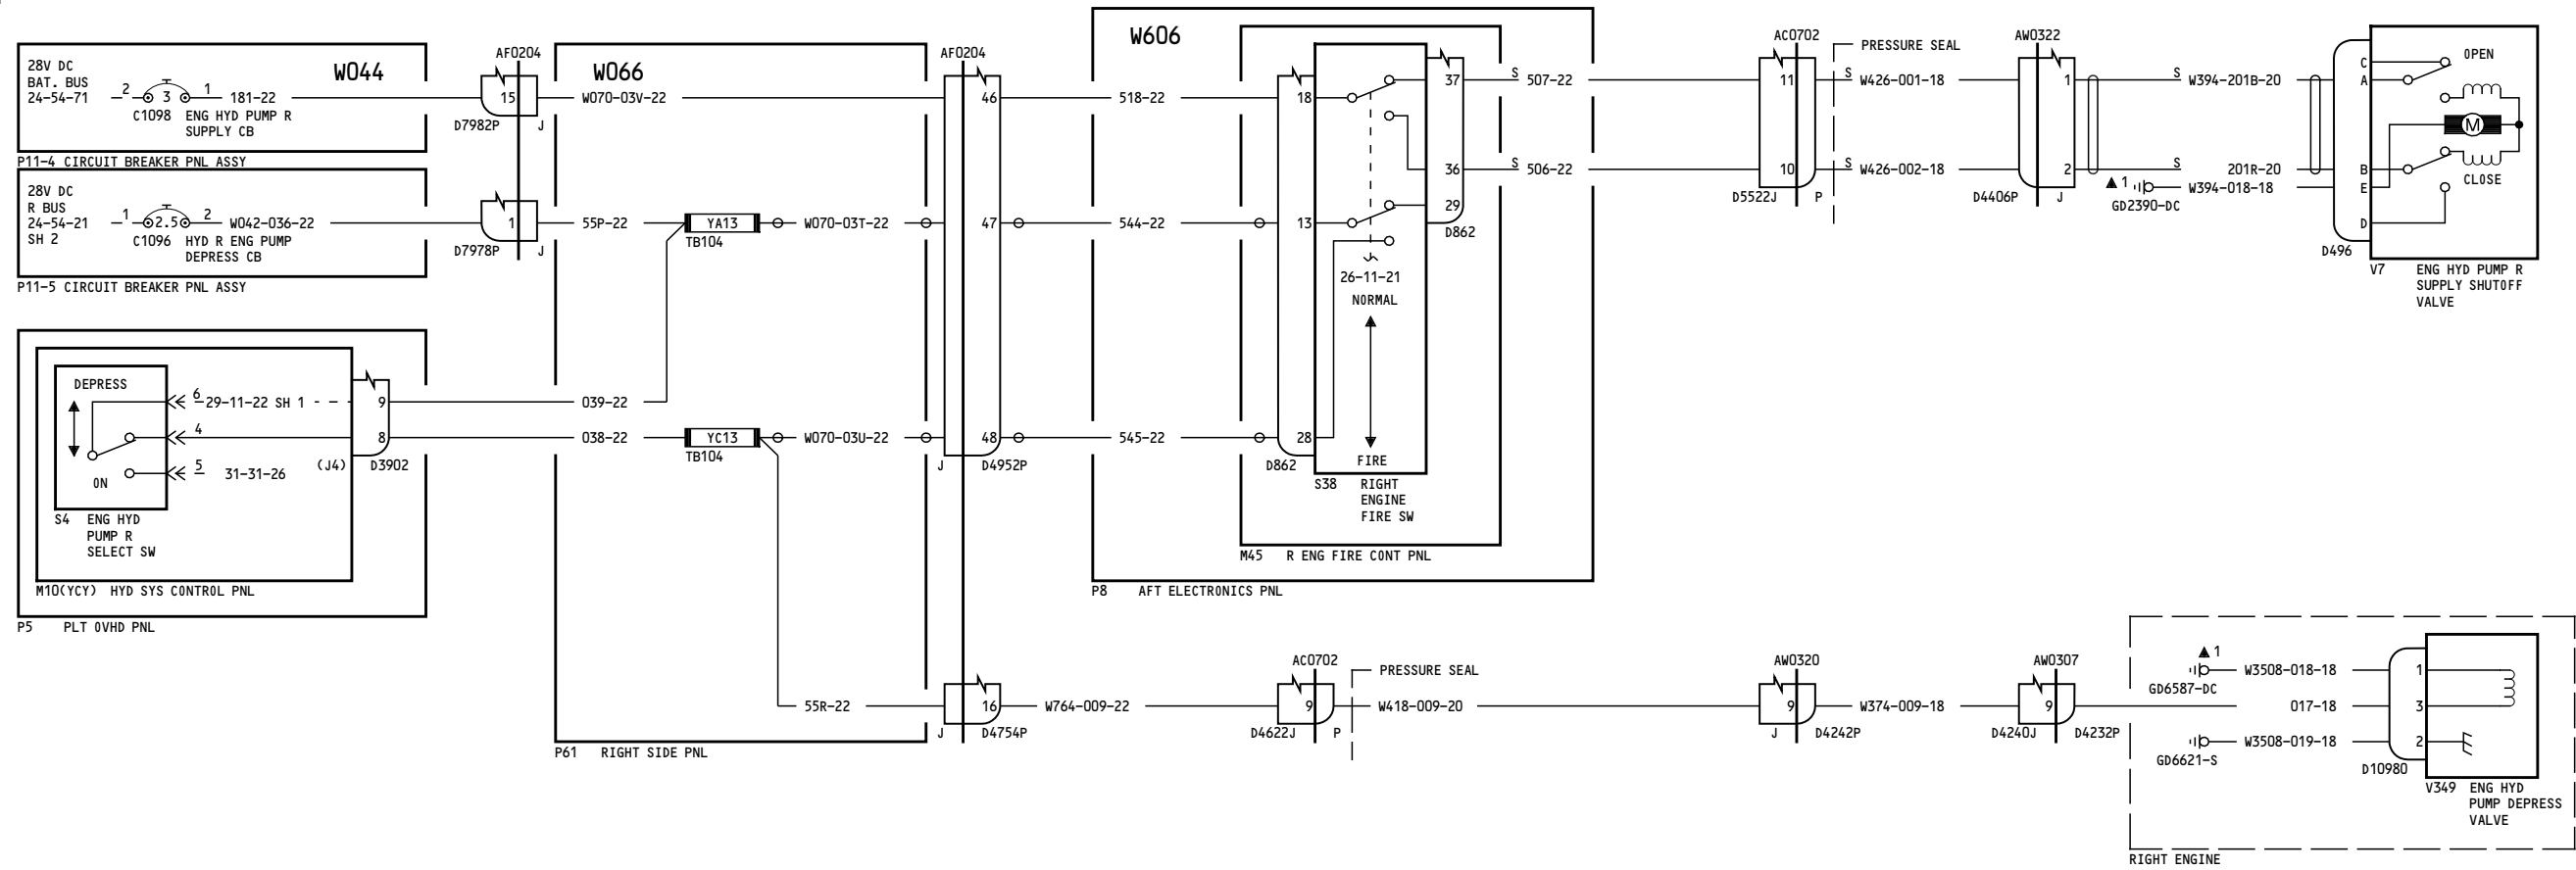 28V DC
BAT. BUS
24-54-71
W044
2
3
1
181-22
C1098
ENG HYD PUMP R
SUPPLY CB
P11-4 CIRCUIT BREAKER PNL ASSY
28V DC
R BUS
24-54-21
SH 2
1
2.5
2
W042-036-22
C1096
HYD R ENG PUMP
DEPRESS CB
P11-5 CIRCUIT BREAKER PNL ASSY
DEPRESS
ON
6
29-11-22 SH 1
4
5
31-31-26
(J4)
9
8
D3902
S4
ENG HYD
PUMP R
SELECT SW
M10(YCY) HYD SYS CONTROL PNL
P5 PLT OVHD PNL
AF0204
15
D7982P
J
1
D7978P
J
W066
W070-03V-22
55P-22
YA13
TB104
W070-03T-22
039-22
038-22
YC13
TB104
W070-03U-22
55R-22
P61 RIGHT SIDE PNL
AF0204
46
47
48
J
D4952P
16
J
D4754P
W606
518-22
544-22
545-22
18
13
28
D862
37
36
29
D862
26-11-21
NORMAL
FIRE
S38
RIGHT
ENGINE
FIRE SW
M45 R ENG FIRE CONT PNL
P8 AFT ELECTRONICS PNL
S
507-22
S
506-22
AC0702
11
10
D5522J
P
PRESSURE SEAL
S
W426-001-18
S
W426-002-18
AW0322
1
2
D4406P
J
S
W394-201B-20
S
201R-20
1
W394-018-18
GD2390-DC
C
A
B
E
D
D496
OPEN
M
CLOSE
V7
ENG HYD PUMP R
SUPPLY SHUTOFF
VALVE
W764-009-22
AC0702
9
D4622J
P
PRESSURE SEAL
W418-009-20
AW0320
9
J
D4242P
W374-009-18
AW0307
9
D4240J
D4232P
1
GD6587-DC
W3508-018-18
017-18
W3508-019-18
GD6621-S
1
3
2
D10980
V349
ENG HYD
PUMP DEPRESS
VALVE
RIGHT ENGINE